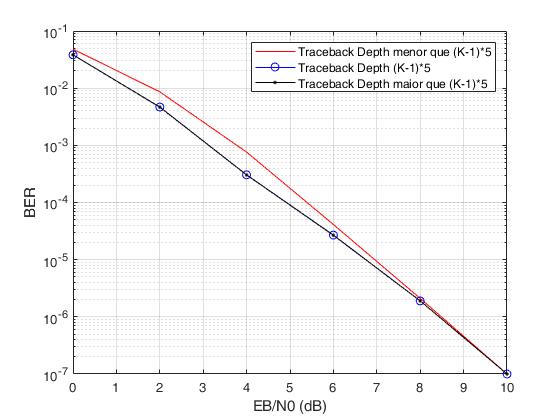 10^-1
10^-2
10^-3
10^-4
10^-5
10^-6
10^-7
BER
Traceback Depth menor que (K-1)*5
Traceback Depth (K-1)*5
Traceback Depth maior que (K-1)*5
0 1 2 3 4 5 6 7 8 9 10
EB/N0 (dB)